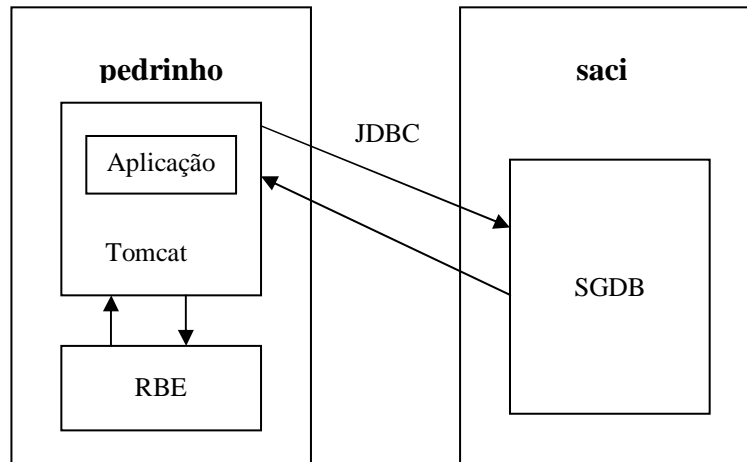 pedrinho
saci
JDBC
Aplicação
Tomcat
SGDB
RBE